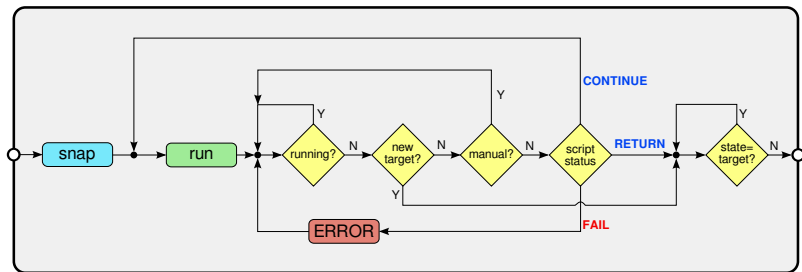 CONTINUE
Y
Y
Y
snap
run
running?
N
new
target?
N
manual?
N
script
status
RETURN
state=
target?
N
Y
ERROR
FAIL